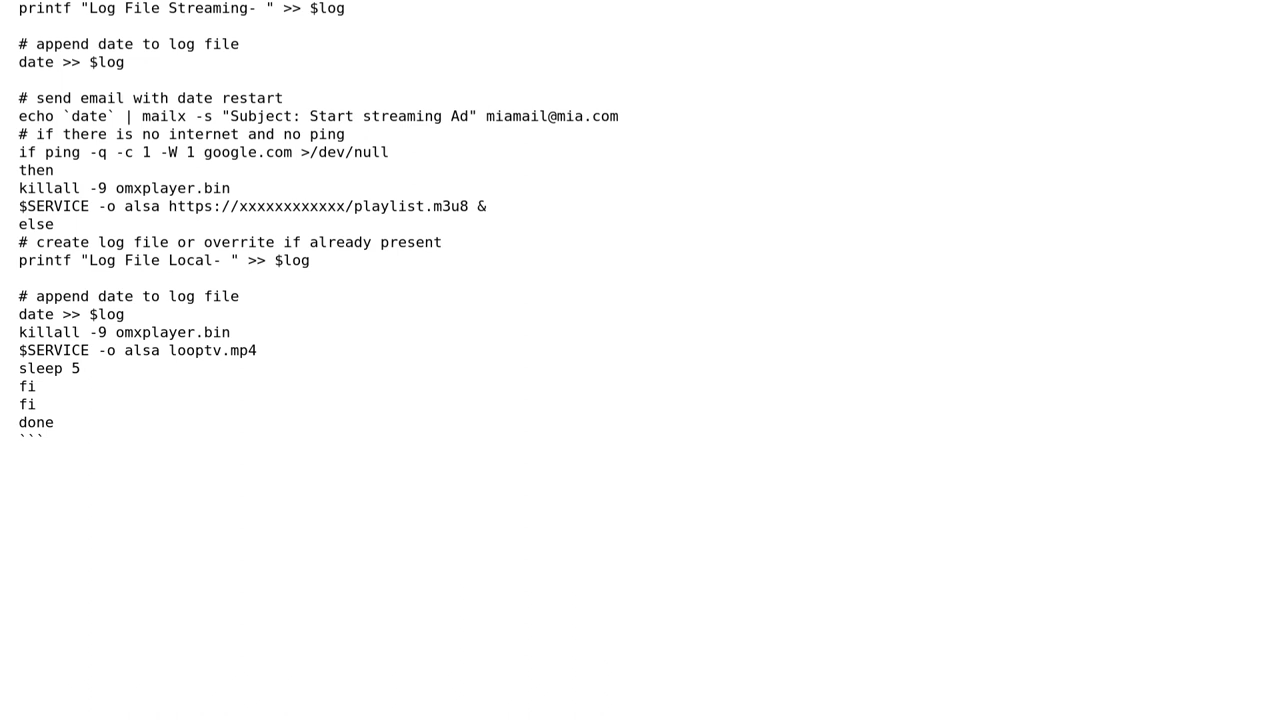 printf "Log File Streaming- " >> $log
# append date to log file
date >> $log
# send email with date restart
echo `date` | mailx -s "Subject: Start streaming Ad" miamail@mia.com
# if there is no internet and no ping
if ping -q -c 1 -W 1 google.com >/dev/null
then
killall -9 omxplayer.bin
$SERVICE -o alsa https://xxxxxxxxxxxx/playlist.m3u8 &
else
# create log file or overrite if already present
printf "Log File Local- " >> $log
# append date to log file
date >> $log
killall -9 omxplayer.bin
$SERVICE -o alsa looptv.mp4
sleep 5
fi
fi
done
```